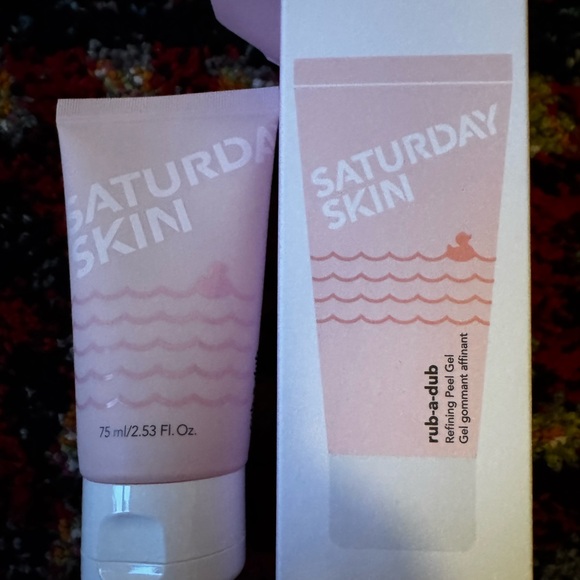 SATURDAY
SKIN
75 ml/2.53 Fl. Oz.
SATURDAY
SKIN
rub-a-dub
Refining Peel Gel
Gel gommant affinant